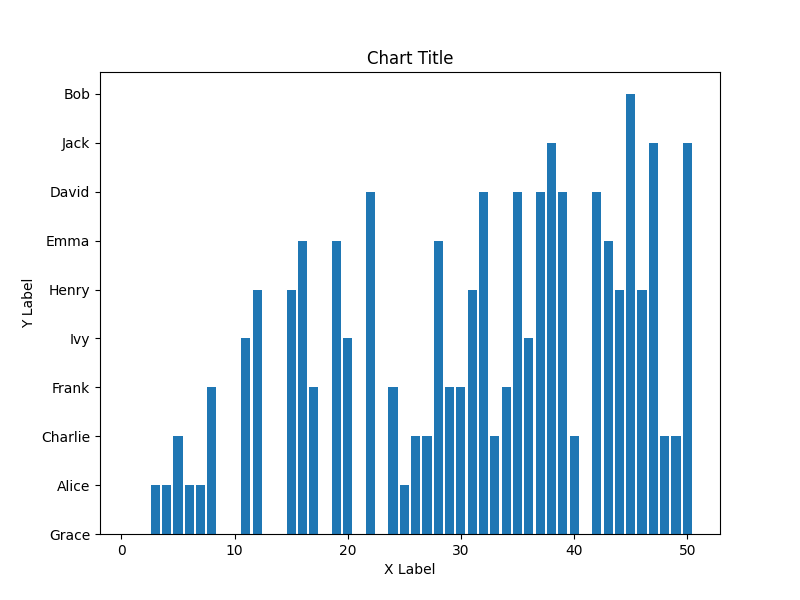 Chart Title
Bob
Jack
David
Emma
Henry
Ivy
Frank
Charlie
Alice
Grace
Y Label
0 10 20 30 40 50
X Label